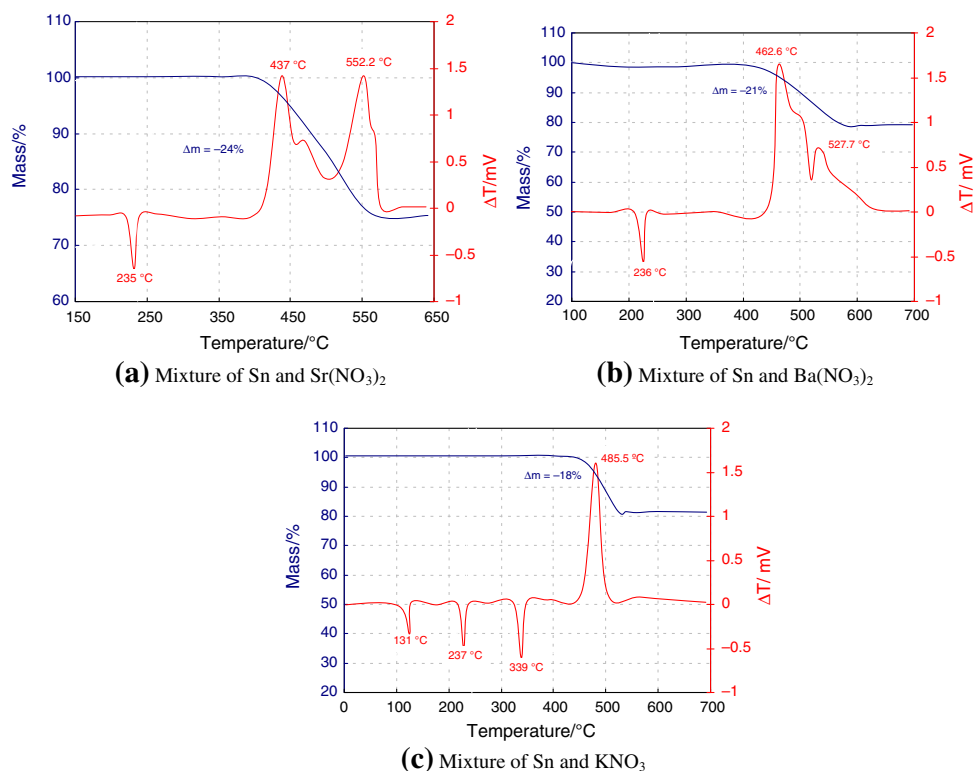 110
100
90
80
70
60
Mass/%
2
1.5
1
0.5
0
−0.5
−1
ΔT/mV
437 °C
552.2 °C
Δm = −24%
235 °C
150 250 350 450 550 650
Temperature/°C
(a) Mixture of Sn and Sr(NO3)2
110
100
90
80
70
60
50
40
30
20
Mass/%
2
1.5
1
0.5
0
−0.5
−1
ΔT/ mV
462.6 °C
Δm = −21%
527.7 °C
236 °C
100 200 300 400 500 600 700
Temperature/°C
(b) Mixture of Sn and Ba(NO3)2
110
100
90
80
70
60
50
40
30
20
Mass/%
2
1.5
1
0.5
0
−0.5
−1
ΔT/ mV
485.5 ºC
Δm = −18%
131 °C
237 °C
339 °C
0 100 200 300 400 500 600 700
Temperature/°C
(c) Mixture of Sn and KNO3